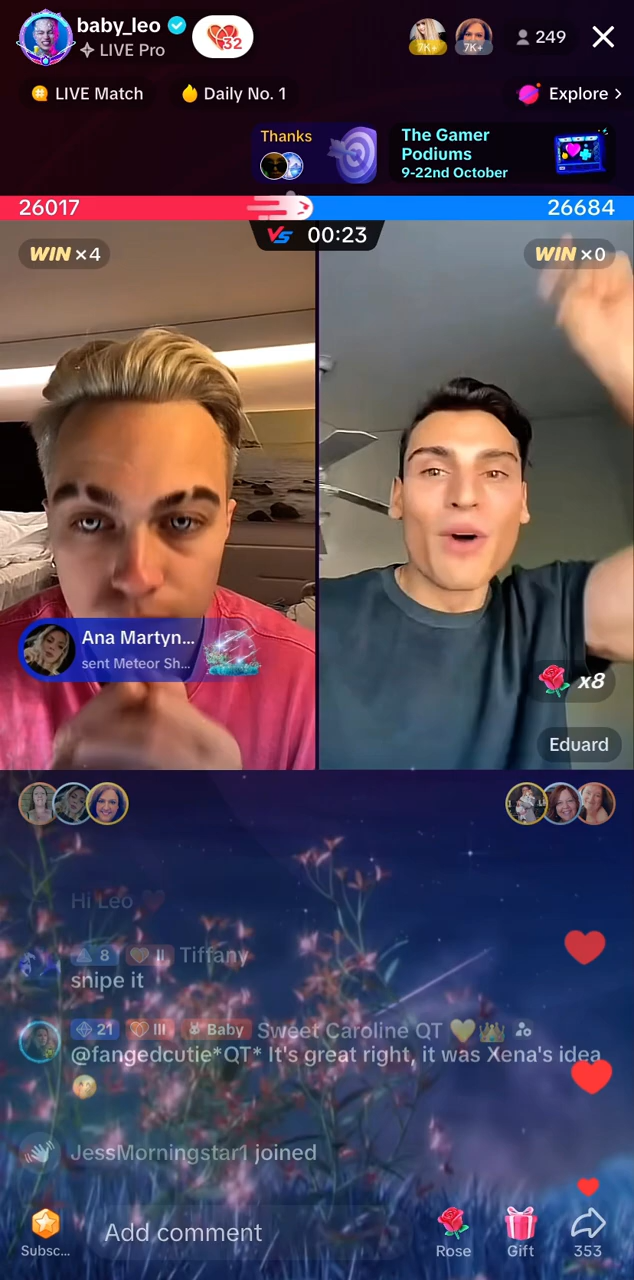 baby_leo
LIVE Pro
32
7K+
7K+
249
LIVE Match
Daily No. 1
Explore >
Thanks
The Gamer
Podiums
9-22nd October
26017
26684
VS 00:23
WIN ×4
WIN ×0
Ana Martyn...
sent Meteor Sh...
x8
Eduard
Hi Leo
8 II Tiffany
snipe it
21 III Baby Sweet Caroline QT
@fangedcutie*QT* It's great right, it was Xena's idea
JessMorningstar1 joined
Add comment
Subsc...
Rose
Gift
353